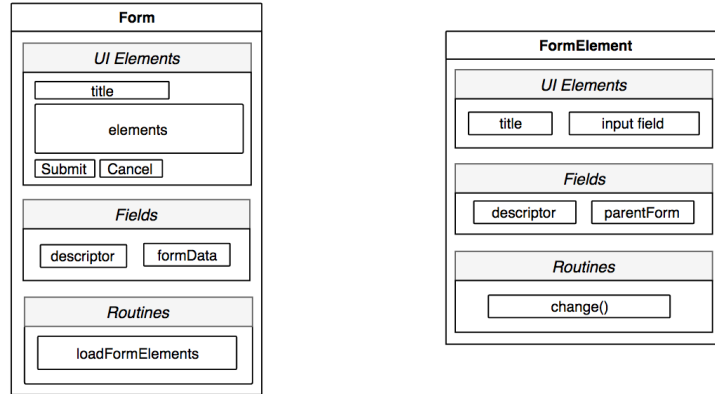 Form
UI Elements
title
elements
Submit Cancel
Fields
descriptor formData
Routines
loadFormElements
FormElement
UI Elements
title input field
Fields
descriptor parentForm
Routines
change()